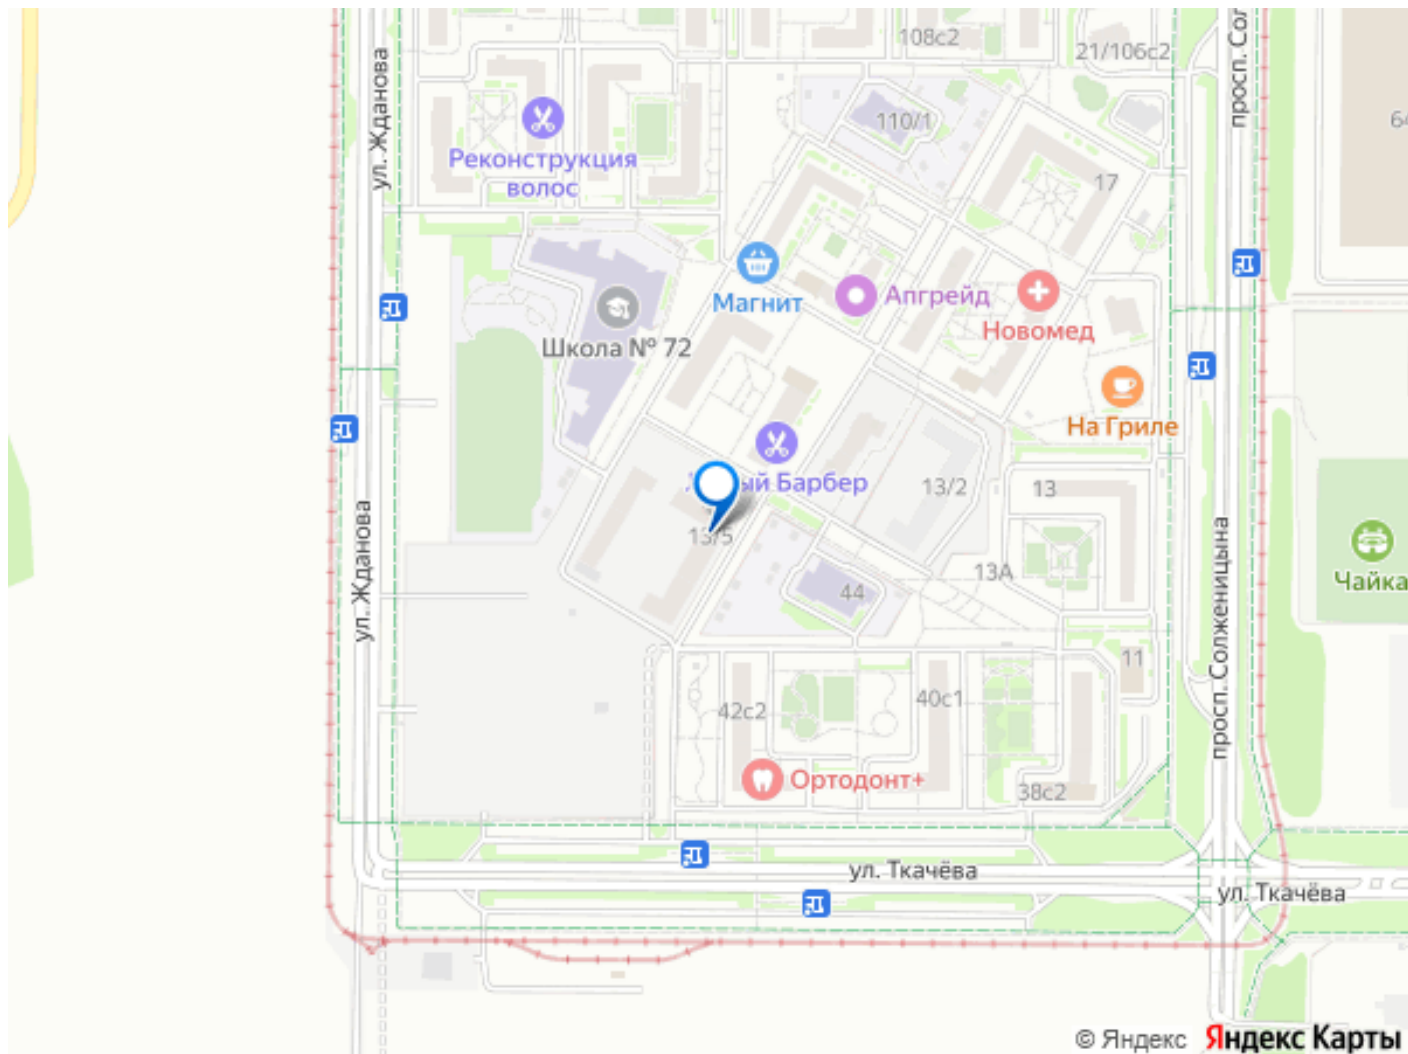 108с2
21/106с2
просп. Сол
ул. Жданова
110/1
64
Реконструкция
волос
17
Магнит
Апгрейд
Новомед
Школа № 72
На Гриле
ый Барбер
13/2
13
13/5
ул. Жданова
13А
44
Чайка
просп. Солженицына
11
42с2
40с1
Ортодонт+
38с2
ул. Ткачёва
ул. Ткачёва
© Яндекс Яндекс Карты